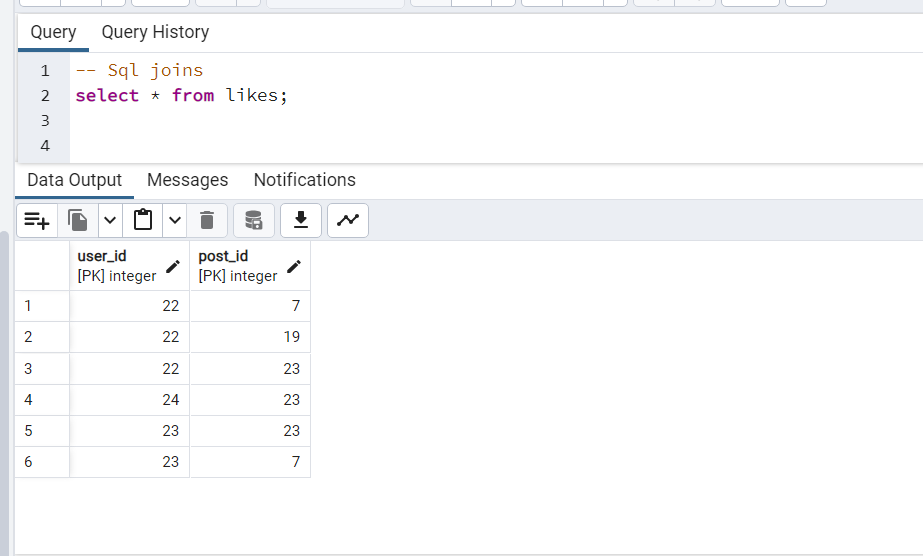 Query Query History
1 -- Sql joins
2 select * from likes;
3
4
Data Output Messages Notifications
user_id post_id
[PK] integer [PK] integer
1 22 7
2 22 19
3 22 23
4 24 23
5 23 23
6 23 7